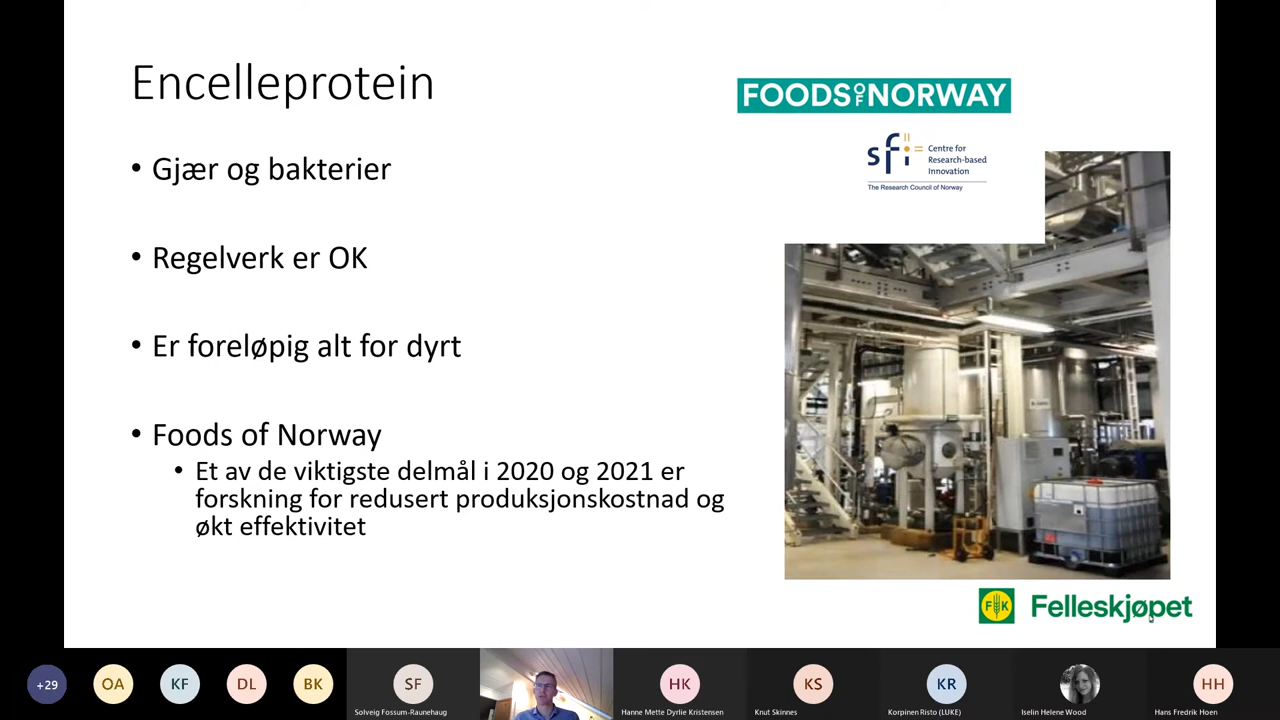 Encelleprotein
FOODS OF NORWAY
sfi
Centre for
Research-based
Innovation
The Research Council of Norway
• Gjær og bakterier
• Regelverk er OK
• Er foreløpig alt for dyrt
• Foods of Norway
• Et av de viktigste delmål i 2020 og 2021 er
forskning for redusert produksjonskostnad og
økt effektivitet
FK Felleskjøpet
+29 OA KF DL BK SF HK KS KR HH
Solveig Fossum-Raunehaug Hanne Mette Dyrlie Kristensen Knut Skinnes Korpinen Risto (LUKE) Iselin Helene Wood Hans Fredrik Hoen